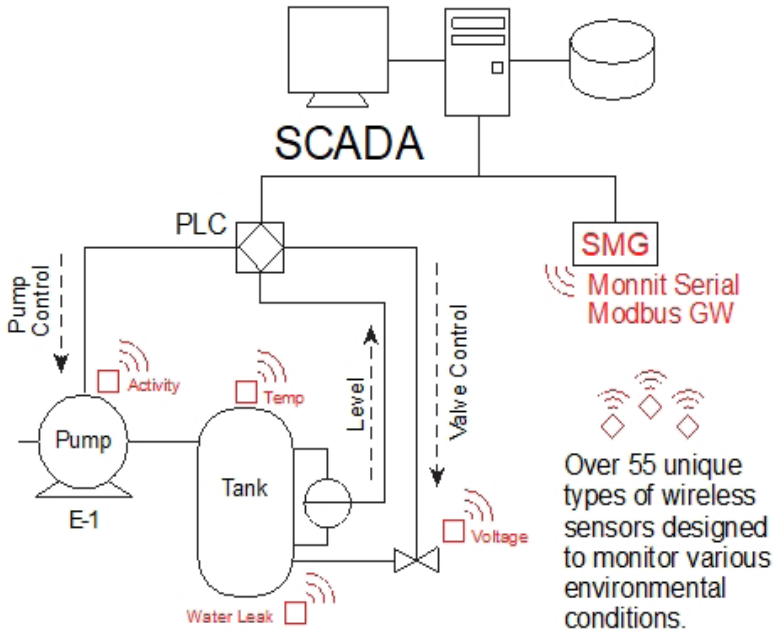 SCADA
PLC
SMG
Monnit Serial
Modbus GW
Pump
Control
Activity
Temp
Level
Valve Control
Pump
E-1
Tank
Voltage
Water Leak
Over 55 unique
types of wireless
sensors designed
to monitor various
environmental
conditions.